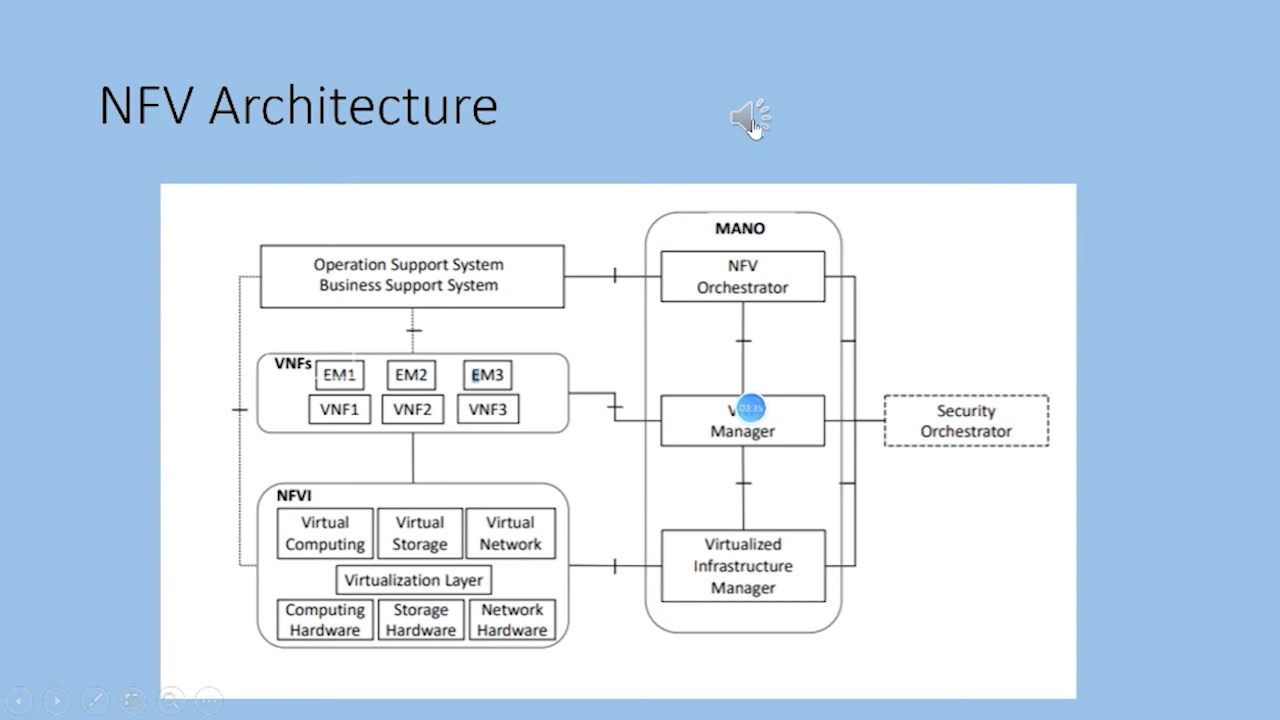 NFV Architecture
MANO
Operation Support System
Business Support System
NFV
Orchestrator
VNFs
EM1
EM2
EM3
VNF1
VNF2
VNF3
Manager
Security
Orchestrator
NFVI
Virtual
Computing
Virtual
Storage
Virtual
Network
Virtualization Layer
Computing
Hardware
Storage
Hardware
Network
Hardware
Virtualized
Infrastructure
Manager